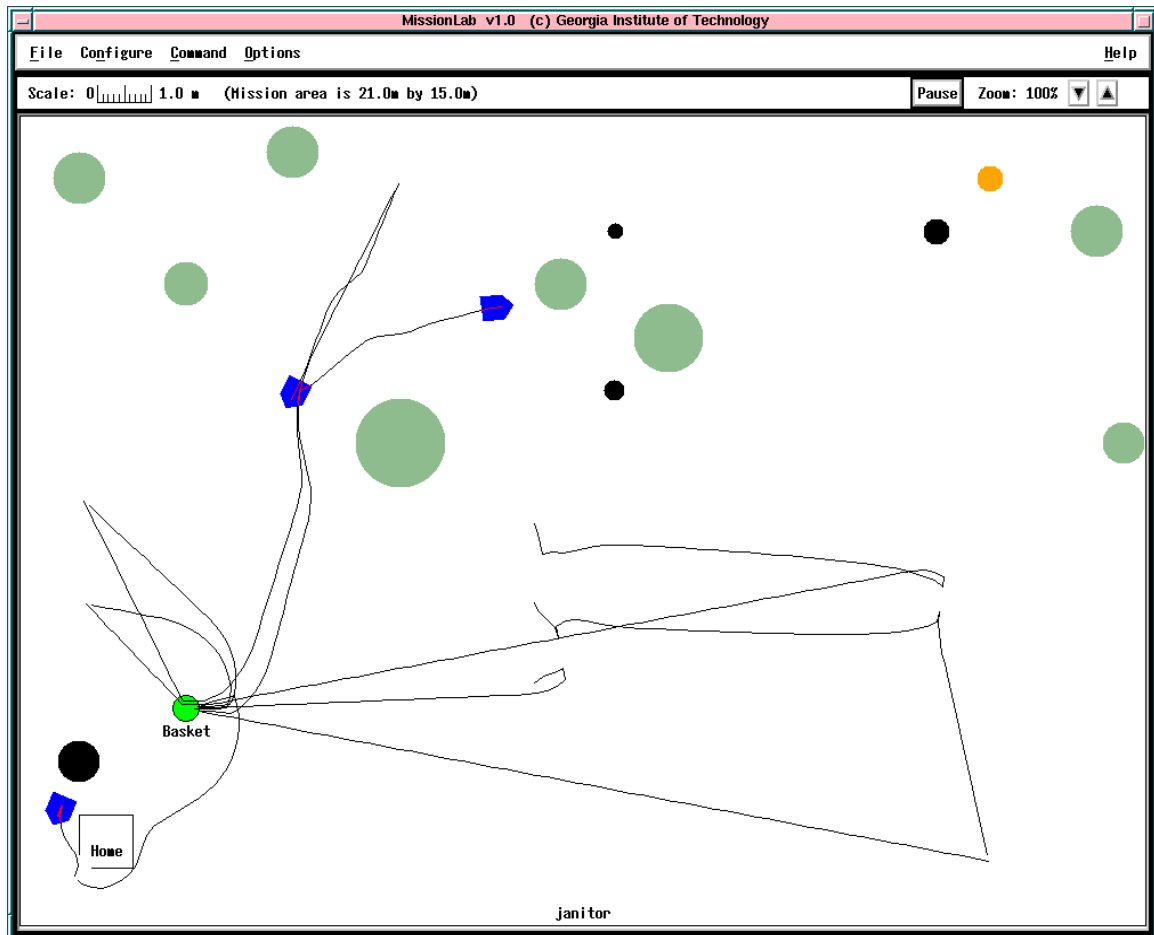 MissionLab v1.0 (c) Georgia Institute of Technology
File Configure Command Options Help
Scale: 0 1.0 m (Mission area is 21.0m by 15.0m) Pause Zoom: 100%
Basket
Home
janitor